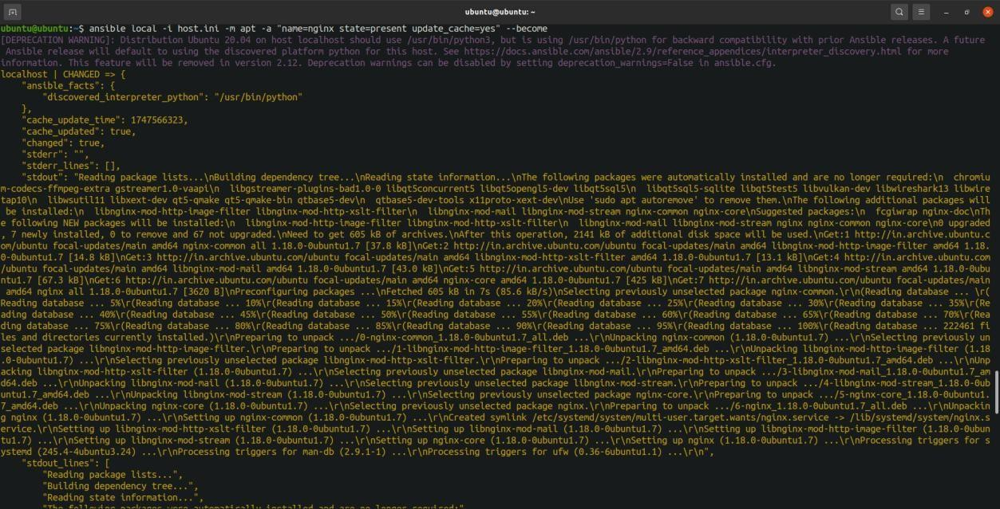 ubuntu@ubuntu: ~
ubuntu@ubuntu:~$ ansible local -i host.ini -m apt -a "name=nginx state=present update_cache=yes" --become
[DEPRECATION WARNING]: Distribution Ubuntu 20.04 on host localhost should use /usr/bin/python3, but is using /usr/bin/python for backward compatibility with prior Ansible releases. A future
 Ansible release will default to using the discovered platform python for this host. See https://docs.ansible.com/ansible/2.9/reference_appendices/interpreter_discovery.html for more
information. This feature will be removed in version 2.12. Deprecation warnings can be disabled by setting deprecation_warnings=False in ansible.cfg.
localhost | CHANGED => {
    "ansible_facts": {
        "discovered_interpreter_python": "/usr/bin/python"
    },
    "cache_update_time": 1747566323,
    "cache_updated": true,
    "changed": true,
    "stderr": "",
    "stderr_lines": [],
    "stdout": "Reading package lists...\nBuilding dependency tree...\nReading state information...\nThe following packages were automatically installed and are no longer required:\n  chromiu
m-codecs-ffmpeg-extra gstreamer1.0-vaapi\n  libgstreamer-plugins-bad1.0-0 libqt5concurrent5 libqt5opengl5-dev libqt5sql5\n  libqt5sql5-sqlite libqt5test5 libvulkan-dev libwireshark13 libwire
tap10\n  libwsutil11 libxext-dev qt5-qmake qt5-qmake-bin qtbase5-dev\n  qtbase5-dev-tools x11proto-xext-dev\nUse 'sudo apt autoremove' to remove them.\nThe following additional packages will
 be installed:\n  libnginx-mod-http-image-filter libnginx-mod-http-xslt-filter\n  libnginx-mod-mail libnginx-mod-stream nginx-common nginx-core\nSuggested packages:\n  fcgiwrap nginx-doc\nTh
e following NEW packages will be installed:\n  libnginx-mod-http-image-filter libnginx-mod-http-xslt-filter\n  libnginx-mod-mail libnginx-mod-stream nginx nginx-common nginx-core\n0 upgraded
, 7 newly installed, 0 to remove and 67 not upgraded.\nNeed to get 605 kB of archives.\nAfter this operation, 2141 kB of additional disk space will be used.\nGet:1 http://in.archive.ubuntu.c
om/ubuntu focal-updates/main amd64 nginx-common all 1.18.0-0ubuntu1.7 [37.8 kB]\nGet:2 http://in.archive.ubuntu.com/ubuntu focal-updates/main amd64 libnginx-mod-http-image-filter amd64 1.18.
0-0ubuntu1.7 [14.8 kB]\nGet:3 http://in.archive.ubuntu.com/ubuntu focal-updates/main amd64 libnginx-mod-http-xslt-filter amd64 1.18.0-0ubuntu1.7 [13.1 kB]\nGet:4 http://in.archive.ubuntu.com
/ubuntu focal-updates/main amd64 libnginx-mod-mail amd64 1.18.0-0ubuntu1.7 [43.0 kB]\nGet:5 http://in.archive.ubuntu.com/ubuntu focal-updates/main amd64 libnginx-mod-stream amd64 1.18.0-0ubu
ntu1.7 [67.3 kB]\nGet:6 http://in.archive.ubuntu.com/ubuntu focal-updates/main amd64 nginx-core amd64 1.18.0-0ubuntu1.7 [425 kB]\nGet:7 http://in.archive.ubuntu.com/ubuntu focal-updates/main
 amd64 nginx all 1.18.0-0ubuntu1.7 [3620 B]\nPreconfiguring packages ...\nFetched 605 kB in 7s (85.6 kB/s)\nSelecting previously unselected package nginx-common.\r\n(Reading database ... \r(
Reading database ... 5%\r(Reading database ... 10%\r(Reading database ... 15%\r(Reading database ... 20%\r(Reading database ... 25%\r(Reading database ... 30%\r(Reading database ... 35%\r(Re
ading database ... 40%\r(Reading database ... 45%\r(Reading database ... 50%\r(Reading database ... 55%\r(Reading database ... 60%\r(Reading database ... 65%\r(Reading database ... 70%\r(Rea
ding database ... 75%\r(Reading database ... 80%\r(Reading database ... 85%\r(Reading database ... 90%\r(Reading database ... 95%\r(Reading database ... 100%\r(Reading database ... 222461 fi
les and directories currently installed.)\r\nPreparing to unpack .../0-nginx-common_1.18.0-0ubuntu1.7_all.deb ...\r\nUnpacking nginx-common (1.18.0-0ubuntu1.7) ...\r\nSelecting previously un
selected package libnginx-mod-http-image-filter.\r\nPreparing to unpack .../1-libnginx-mod-http-image-filter_1.18.0-0ubuntu1.7_amd64.deb ...\r\nUnpacking libnginx-mod-http-image-filter (1.18
.0-0ubuntu1.7) ...\r\nSelecting previously unselected package libnginx-mod-http-xslt-filter.\r\nPreparing to unpack .../2-libnginx-mod-http-xslt-filter_1.18.0-0ubuntu1.7_amd64.deb ...\r\nUnp
acking libnginx-mod-http-xslt-filter (1.18.0-0ubuntu1.7) ...\r\nSelecting previously unselected package libnginx-mod-mail.\r\nPreparing to unpack .../3-libnginx-mod-mail_1.18.0-0ubuntu1.7_am
d64.deb ...\r\nUnpacking libnginx-mod-mail (1.18.0-0ubuntu1.7) ...\r\nSelecting previously unselected package libnginx-mod-stream.\r\nPreparing to unpack .../4-libnginx-mod-stream_1.18.0-0ub
untu1.7_amd64.deb ...\r\nUnpacking libnginx-mod-stream (1.18.0-0ubuntu1.7) ...\r\nSelecting previously unselected package nginx-core.\r\nPreparing to unpack .../5-nginx-core_1.18.0-0ubuntu1.
7_amd64.deb ...\r\nUnpacking nginx-core (1.18.0-0ubuntu1.7) ...\r\nSelecting previously unselected package nginx.\r\nPreparing to unpack .../6-nginx_1.18.0-0ubuntu1.7_all.deb ...\r\nUnpackin
g nginx (1.18.0-0ubuntu1.7) ...\r\nSetting up nginx-common (1.18.0-0ubuntu1.7) ...\r\nCreated symlink /etc/systemd/system/multi-user.target.wants/nginx.service -> /lib/systemd/system/nginx.s
ervice.\r\nSetting up libnginx-mod-http-xslt-filter (1.18.0-0ubuntu1.7) ...\r\nSetting up libnginx-mod-mail (1.18.0-0ubuntu1.7) ...\r\nSetting up libnginx-mod-http-image-filter (1.18.0-0ubun
tu1.7) ...\r\nSetting up libnginx-mod-stream (1.18.0-0ubuntu1.7) ...\r\nSetting up nginx-core (1.18.0-0ubuntu1.7) ...\r\nSetting up nginx (1.18.0-0ubuntu1.7) ...\r\nProcessing triggers for s
ystemd (245.4-4ubuntu3.24) ...\r\nProcessing triggers for man-db (2.9.1-1) ...\r\nProcessing triggers for ufw (0.36-6ubuntu1.1) ...\r\n",
    "stdout_lines": [
        "Reading package lists...",
        "Building dependency tree...",
        "Reading state information...",
        "The following packages were automatically installed and are no longer required:"